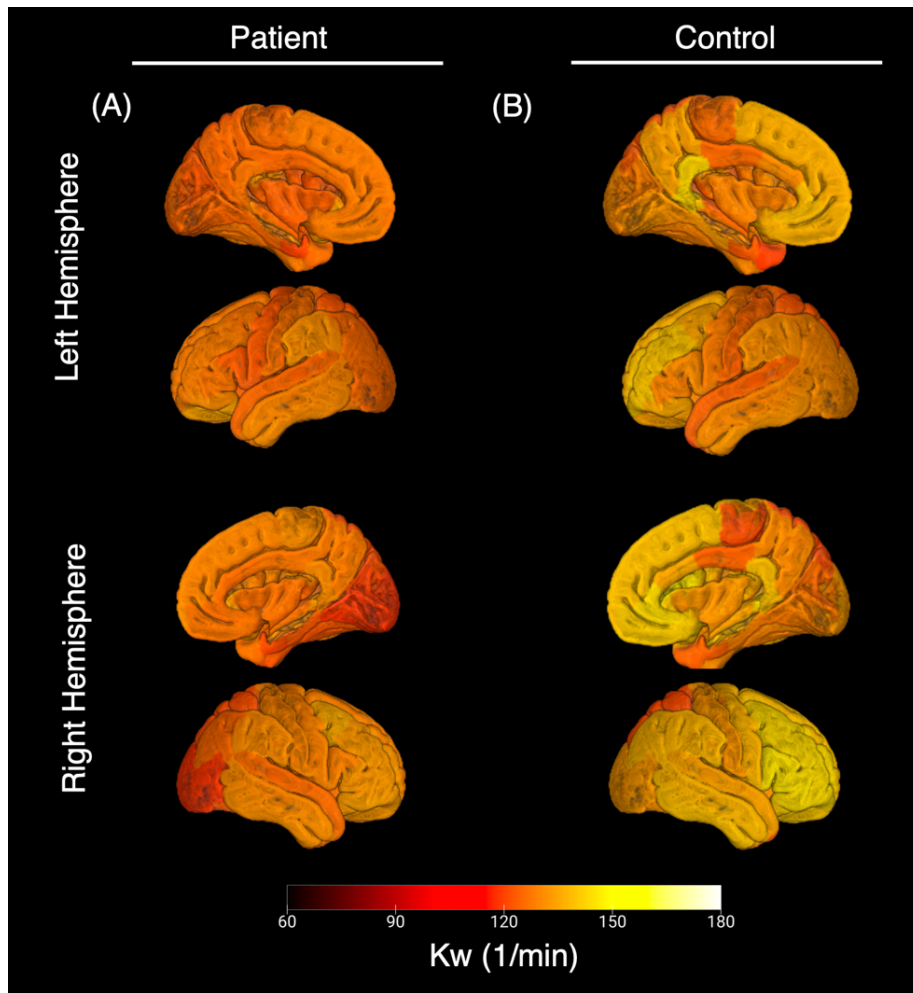 Patient
Control
(A)
(B)
Left Hemisphere
Right Hemisphere
60
90
120
150
180
Kw (1/min)